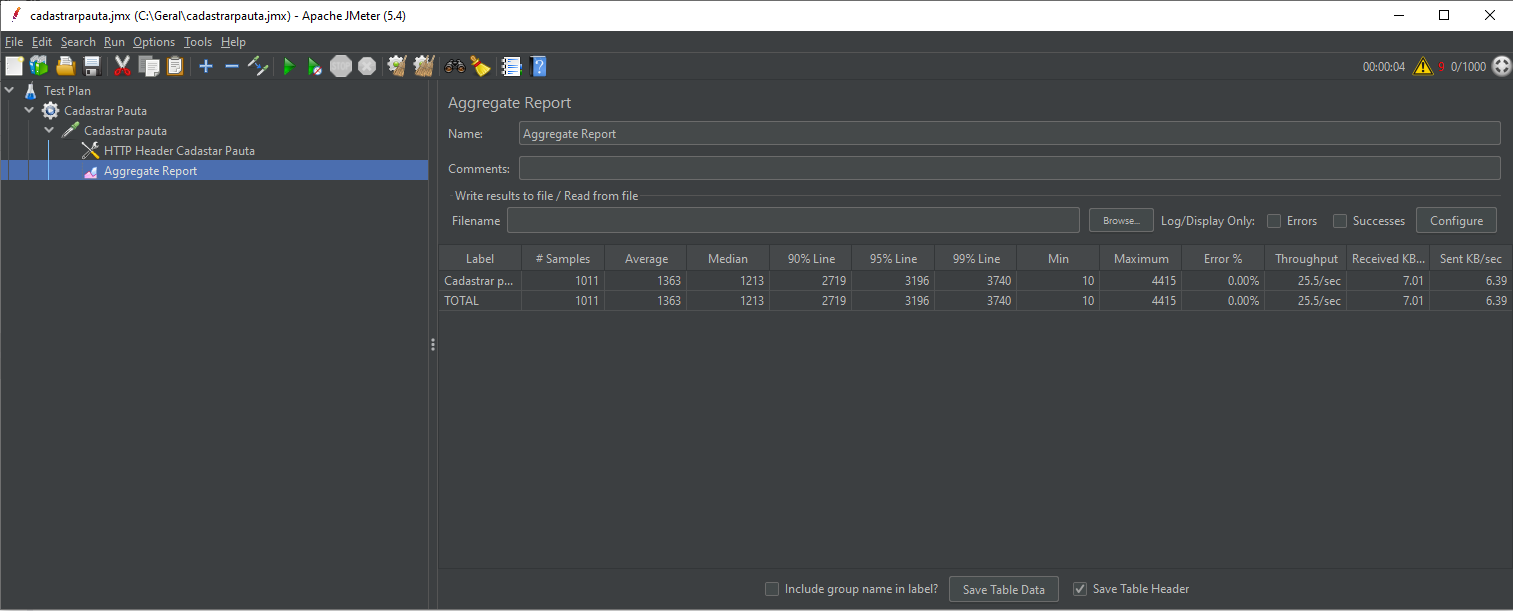 cadastrarpauta.jmx (C:\Geral\cadastrarpauta.jmx) - Apache JMeter (5.4)
File Edit Search Run Options Tools Help
STOP 00:00:04 9 0/1000
Test Plan
Cadastrar Pauta
Cadastrar pauta
HTTP Header Cadastar Pauta
Aggregate Report
Aggregate Report
Name: Aggregate Report
Comments:
Write results to file / Read from file
Filename Browse... Log/Display Only: Errors Successes Configure
Label # Samples Average Median 90% Line 95% Line 99% Line Min Maximum Error % Throughput Received KB... Sent KB/sec
Cadastrar p... 1011 1363 1213 2719 3196 3740 10 4415 0.00% 25.5/sec 7.01 6.39
TOTAL 1011 1363 1213 2719 3196 3740 10 4415 0.00% 25.5/sec 7.01 6.39
Include group name in label? Save Table Data Save Table Header